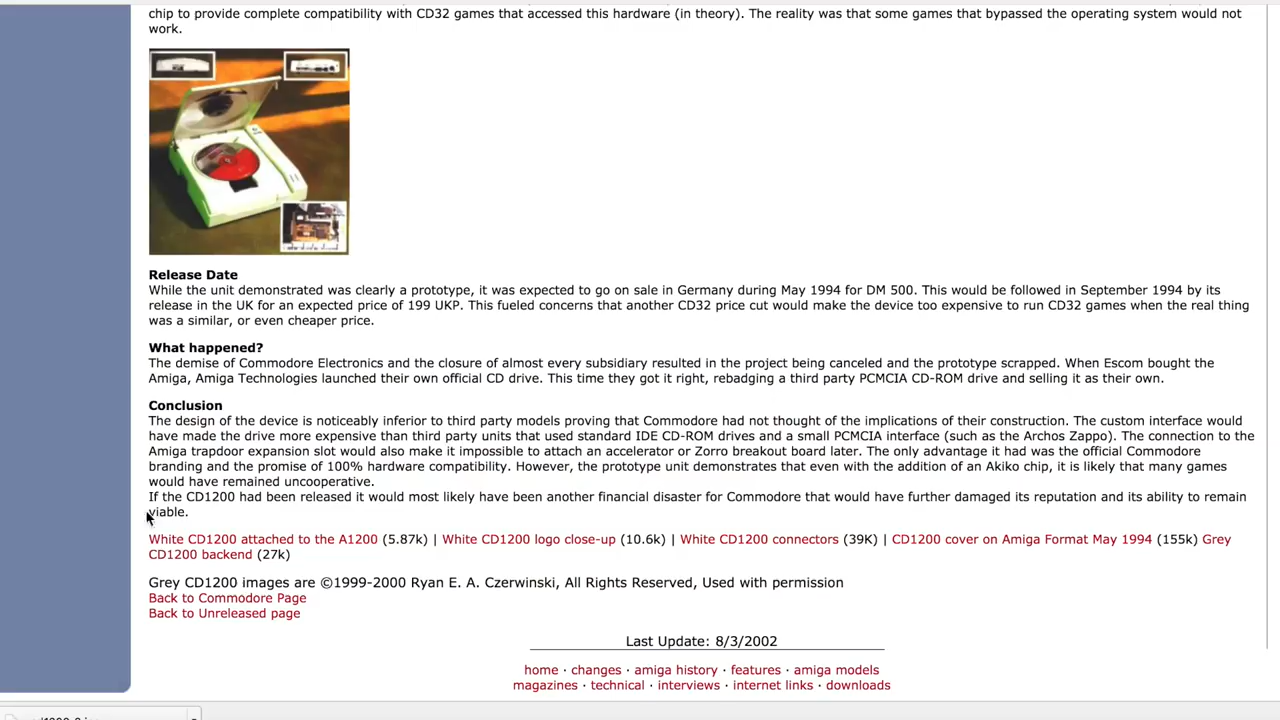 chip to provide complete compatibility with CD32 games that accessed this hardware (in theory). The reality was that some games that bypassed the operating system would not
work.
Release Date
While the unit demonstrated was clearly a prototype, it was expected to go on sale in Germany during May 1994 for DM 500. This would be followed in September 1994 by its
release in the UK for an expected price of 199 UKP. This fueled concerns that another CD32 price cut would make the device too expensive to run CD32 games when the real thing
was a similar, or even cheaper price.
What happened?
The demise of Commodore Electronics and the closure of almost every subsidiary resulted in the project being canceled and the prototype scrapped. When Escom bought the
Amiga, Amiga Technologies launched their own official CD drive. This time they got it right, rebadging a third party PCMCIA CD-ROM drive and selling it as their own.
Conclusion
The design of the device is noticeably inferior to third party models proving that Commodore had not thought of the implications of their construction. The custom interface would
have made the drive more expensive than third party units that used standard IDE CD-ROM drives and a small PCMCIA interface (such as the Archos Zappo). The connection to the
Amiga trapdoor expansion slot would also make it impossible to attach an accelerator or Zorro breakout board later. The only advantage it had was the official Commodore
branding and the promise of 100% hardware compatibility. However, the prototype unit demonstrates that even with the addition of an Akiko chip, it is likely that many games
would have remained uncooperative.
If the CD1200 had been released it would most likely have been another financial disaster for Commodore that would have further damaged its reputation and its ability to remain
viable.
White CD1200 attached to the A1200 (5.87k) | White CD1200 logo close-up (10.6k) | White CD1200 connectors (39K) | CD1200 cover on Amiga Format May 1994 (155k) Grey
CD1200 backend (27k)
Grey CD1200 images are ©1999-2000 Ryan E. A. Czerwinski, All Rights Reserved, Used with permission
Back to Commodore Page
Back to Unreleased page
Last Update: 8/3/2002
home · changes · amiga history · features · amiga models
magazines · technical · interviews · internet links · downloads